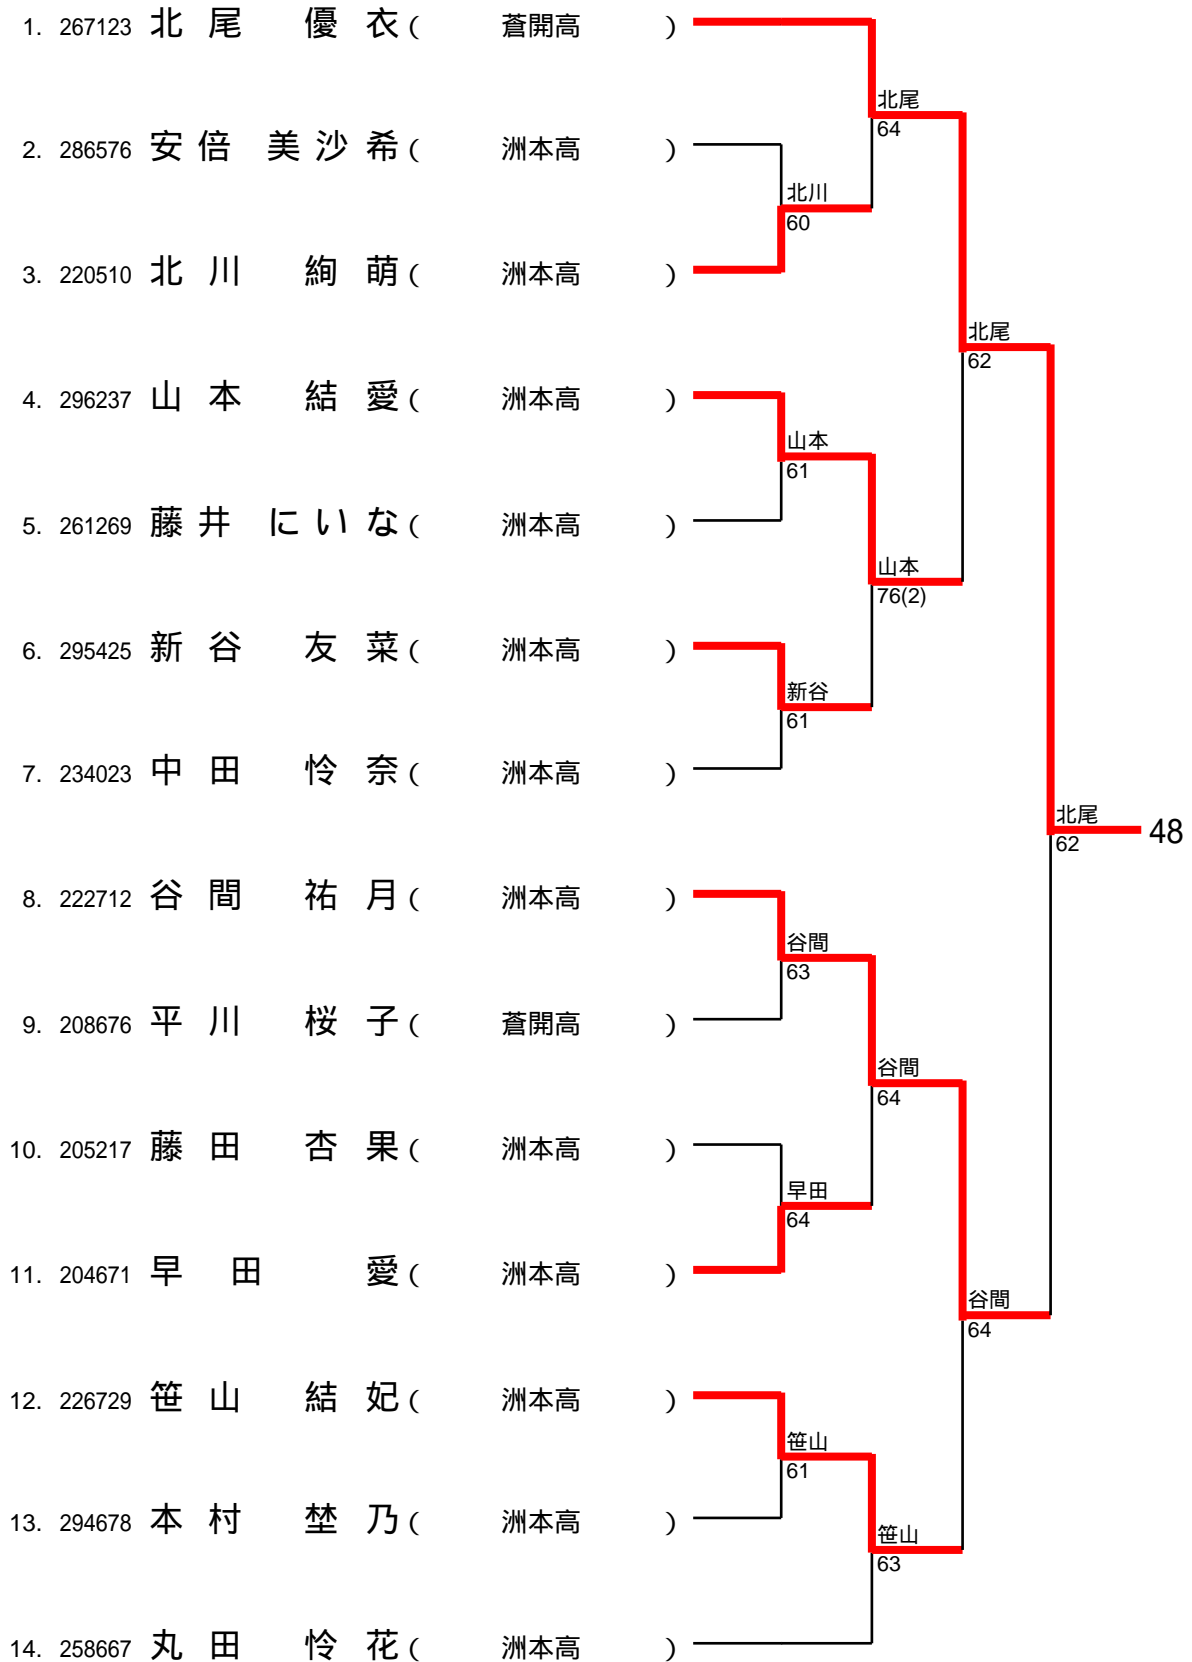 1. 267123 北尾 優衣 ( 蒼開高 )
北尾
64
2. 286576 安倍 美沙希 ( 洲本高 )
北川
60
3. 220510 北川 絢萌 ( 洲本高 )
北尾
62
4. 296237 山本 結愛 ( 洲本高 )
山本
61
5. 261269 藤井 にいな ( 洲本高 )
山本
76(2)
6. 295425 新谷 友菜 ( 洲本高 )
新谷
61
7. 234023 中田 怜奈 ( 洲本高 )
北尾 48
62
8. 222712 谷間 祐月 ( 洲本高 )
谷間
63
9. 208676 平川 桜子 ( 蒼開高 )
谷間
64
10. 205217 藤田 杏果 ( 洲本高 )
早田
64
11. 204671 早田 愛 ( 洲本高 )
谷間
64
12. 226729 笹山 結妃 ( 洲本高 )
笹山
61
13. 294678 本村 埜乃 ( 洲本高 )
笹山
63
14. 258667 丸田 怜花 ( 洲本高 )